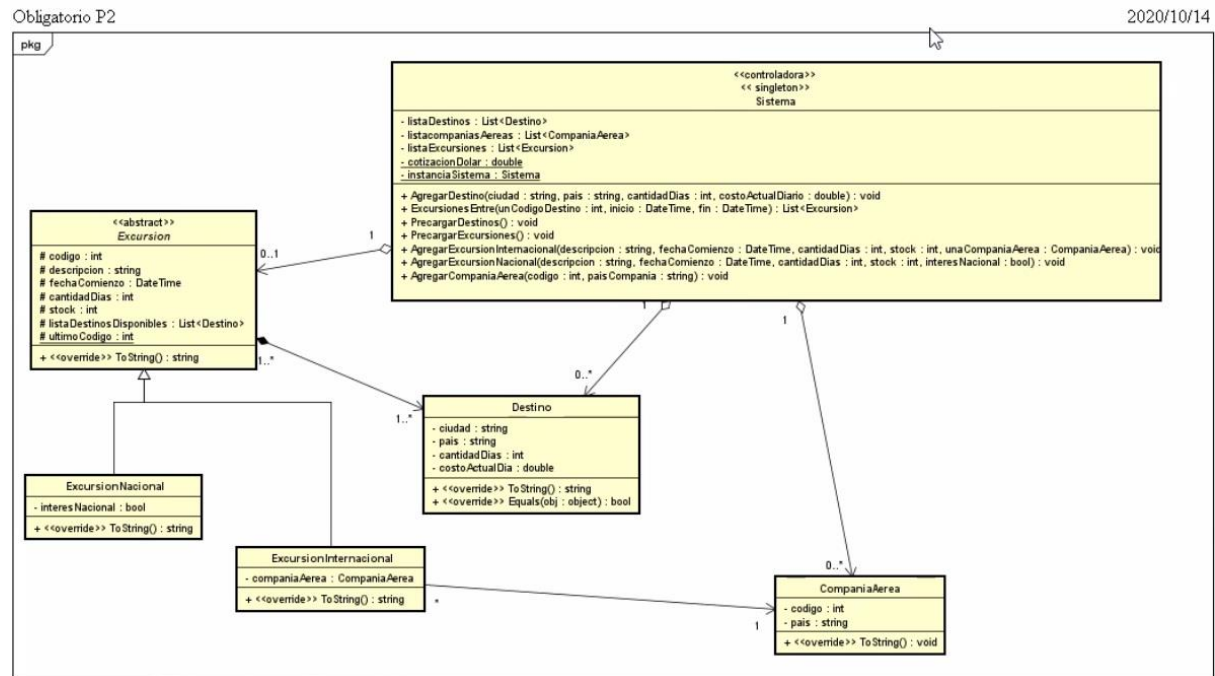 Obligatorio P2
2020/10/14
pkg
<<controladora>>
<< singleton>>
Sistema
- listaDestinos : List<Destino>
- listacompaniasAereas : List<CompaniaAerea>
- listaExcursiones : List<Excursion>
- cotizacionDolar : double
- instanciaSistema : Sistema
+ AgregarDestino(ciudad : string, pais : string, cantidadDias : int, costoActualDiario : double) : void
+ ExcursionesEntre(unCodigoDestino : int, inicio : DateTime, fin : DateTime) : List<Excursion>
+ PrecargarDestinos() : void
+ PrecargarExcursiones() : void
+ AgregarExcursionInternacional(descripcion : string, fechaComienzo : DateTime, cantidadDias : int, stock : int, unaCompaniaAerea : CompaniaAerea) : void
+ AgregarExcursionNacional(descripcion : string, fechaComienzo : DateTime, cantidadDias : int, stock : int, interesNacional : bool) : void
+ AgregarCompaniaAerea(codigo : int, paisCompania : string) : void
<<abstract>>
Excursion
# codigo : int
# descripcion : string
# fechaComienzo : DateTime
# cantidadDias : int
# stock : int
# listaDestinosDisponibles : List<Destino>
# ultimoCodigo : int
+ <<override>> ToString() : string
1
0..1
1
1
1..*
0..*
1..*
Destino
- ciudad : string
- pais : string
- cantidadDias : int
- costoActualDia : double
+ <<override>> ToString() : string
+ <<override>> Equals(obj : object) : bool
ExcursionNacional
- interesNacional : bool
+ <<override>> ToString() : string
ExcursionInternacional
- companiaAerea : CompaniaAerea
+ <<override>> ToString() : string
*
1
0..*
CompaniaAerea
- codigo : int
- pais : string
+ <<override>> ToString() : void